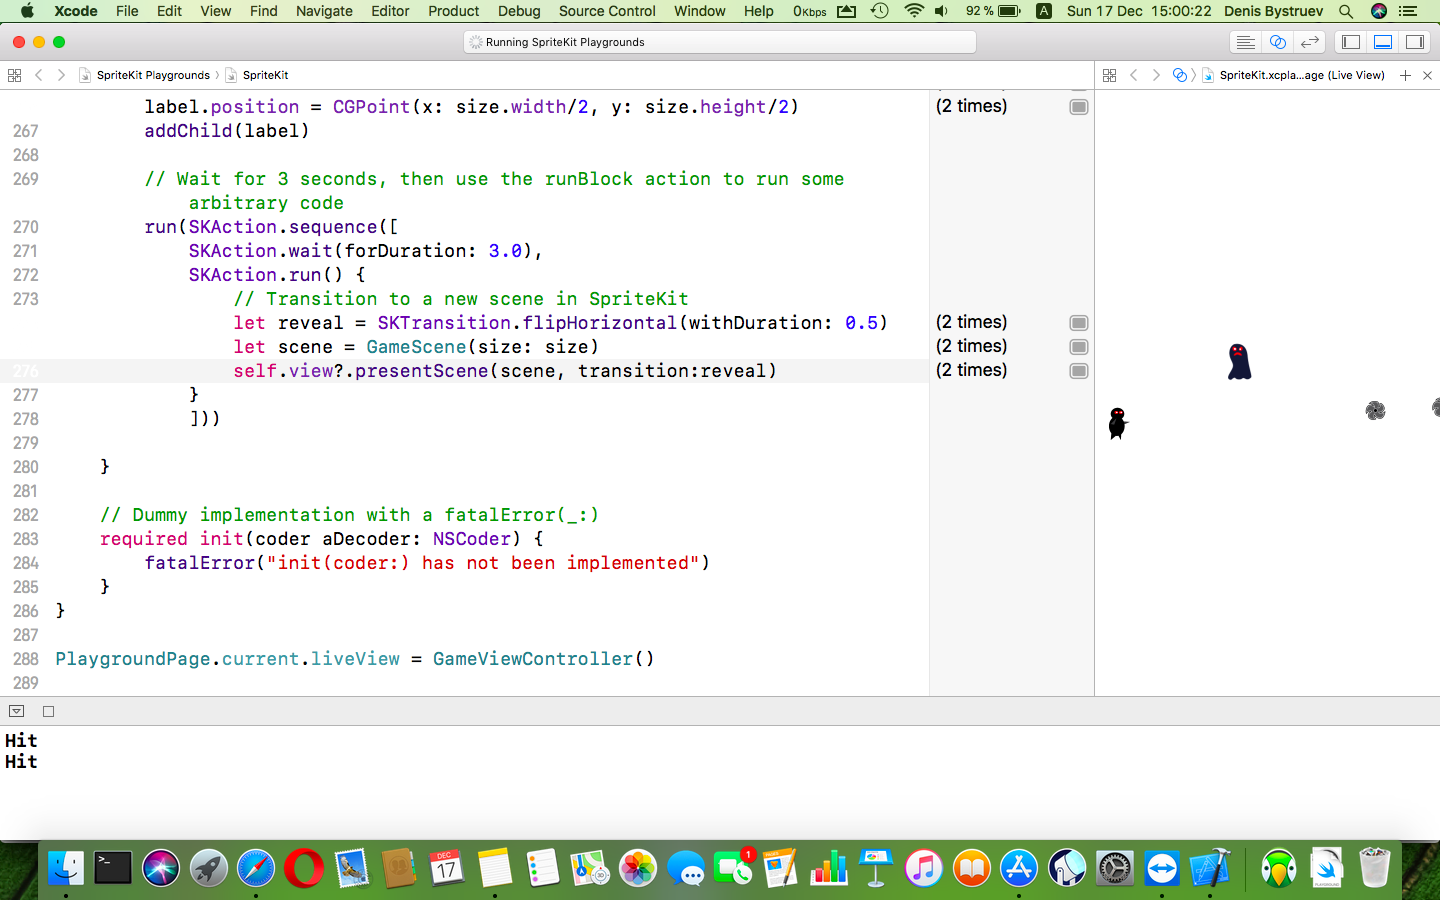 Xcode File Edit View Find Navigate Editor Product Debug Source Control Window Help 0Kbps 92 % A Sun 17 Dec 15:00:22 Denis Bystruev
Running SpriteKit Playgrounds
SpriteKit Playgrounds 〉 SpriteKit
SpriteKit.xcpla...age (Live View)
label.position = CGPoint(x: size.width/2, y: size.height/2) (2 times)
267 addChild(label)
268
269 // Wait for 3 seconds, then use the runBlock action to run some
arbitrary code
270 run(SKAction.sequence([
271 SKAction.wait(forDuration: 3.0),
272 SKAction.run() {
273 // Transition to a new scene in SpriteKit
let reveal = SKTransition.flipHorizontal(withDuration: 0.5) (2 times)
let scene = GameScene(size: size) (2 times)
276 self.view?.presentScene(scene, transition:reveal) (2 times)
277 }
278 ]))
279
280 }
281
282 // Dummy implementation with a fatalError(_:)
283 required init(coder aDecoder: NSCoder) {
284 fatalError("init(coder:) has not been implemented")
285 }
286 }
287
288 PlaygroundPage.current.liveView = GameViewController()
289
Hit
Hit
DEC
17
1